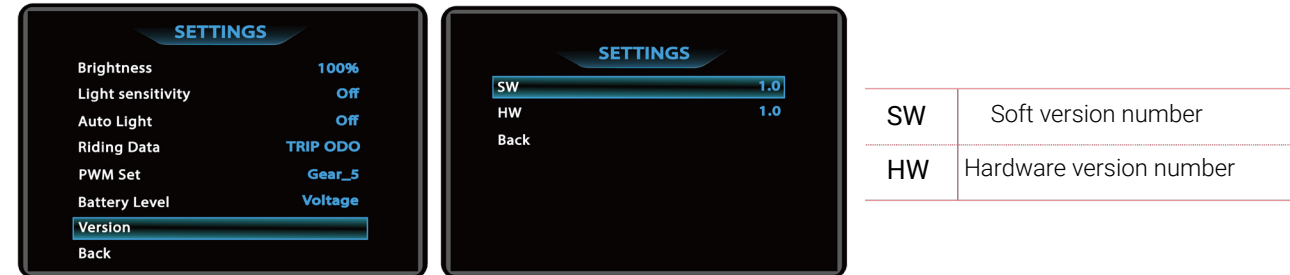 SETTINGS
Brightness 100%
Light sensitivity Off
Auto Light Off
Riding Data TRIP ODO
PWM Set Gear_5
Battery Level Voltage
Version
Back
SETTINGS
SW 1.0
HW 1.0
Back
SW Soft version number
HW Hardware version number